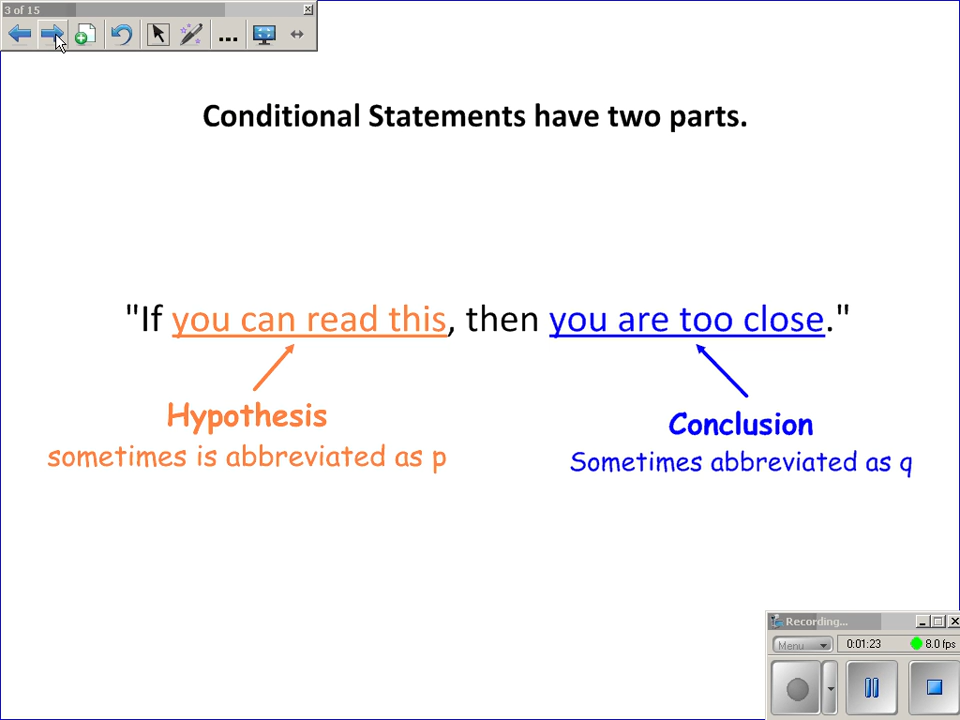 3 of 15
Conditional Statements have two parts.
"If you can read this, then you are too close."
Hypothesis
sometimes is abbreviated as p
Conclusion
Sometimes abbreviated as q
Recording...
Menu 0:01:23 8.0 fps